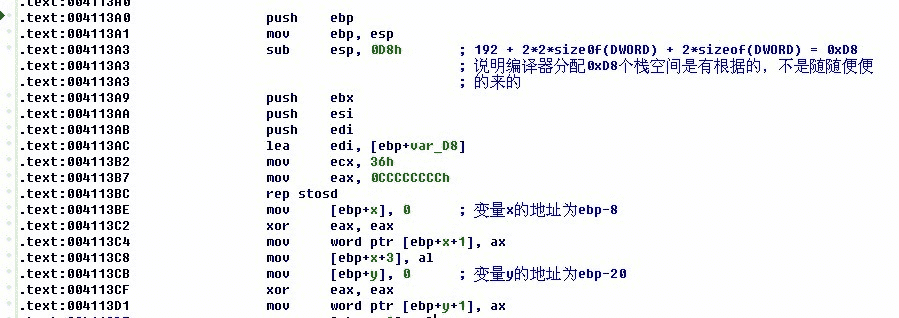 .text:004113A0
.text:004113A0 push ebp
.text:004113A1 mov ebp, esp
.text:004113A3 sub esp, 0D8h ; 192 + 2*2*size0f(DWORD) + 2*sizeof(DWORD) = 0xD8
.text:004113A3 ; 说明编译器分配0xD8个栈空间是有根据的，不是随随便便
.text:004113A3 ; 的来的
.text:004113A9 push ebx
.text:004113AA push esi
.text:004113AB push edi
.text:004113AC lea edi, [ebp+var_D8]
.text:004113B2 mov ecx, 36h
.text:004113B7 mov eax, 0CCCCCCCCh
.text:004113BC rep stosd
.text:004113BE mov [ebp+x], 0 ; 变量x的地址为ebp-8
.text:004113C2 xor eax, eax
.text:004113C4 mov word ptr [ebp+x+1], ax
.text:004113C8 mov [ebp+x+3], al
.text:004113CB mov [ebp+y], 0 ; 变量y的地址为ebp-20
.text:004113CF xor eax, eax
.text:004113D1 mov word ptr [ebp+y+1], ax